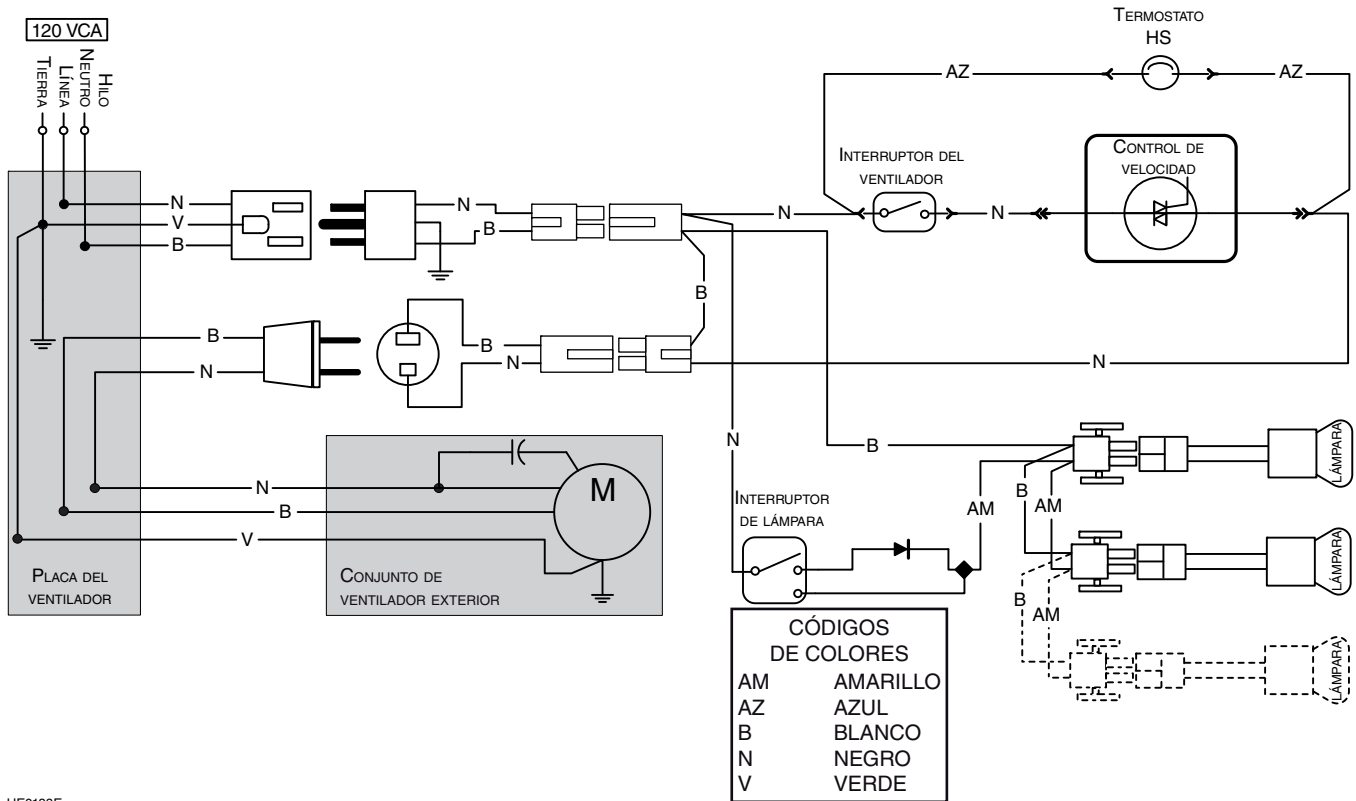 120 VCA
TIERRA
LÍNEA
HILO
NEUTRO
N
V
B
N
B
B
N
B
N
B
N
N
B
V
PLACA DEL
VENTILADOR
CONJUNTO DE
VENTILADOR EXTERIOR
M
TERMOSTATO
HS
AZ
AZ
INTERRUPTOR DEL
VENTILADOR
CONTROL DE
VELOCIDAD
N
N
N
N
B
INTERRUPTOR
DE LÁMPARA
AM
B
AM
B
AM
LÁMPARA
LÁMPARA
LÁMPARA
CÓDIGOS
DE COLORES
AM AMARILLO
AZ AZUL
B BLANCO
N NEGRO
V VERDE